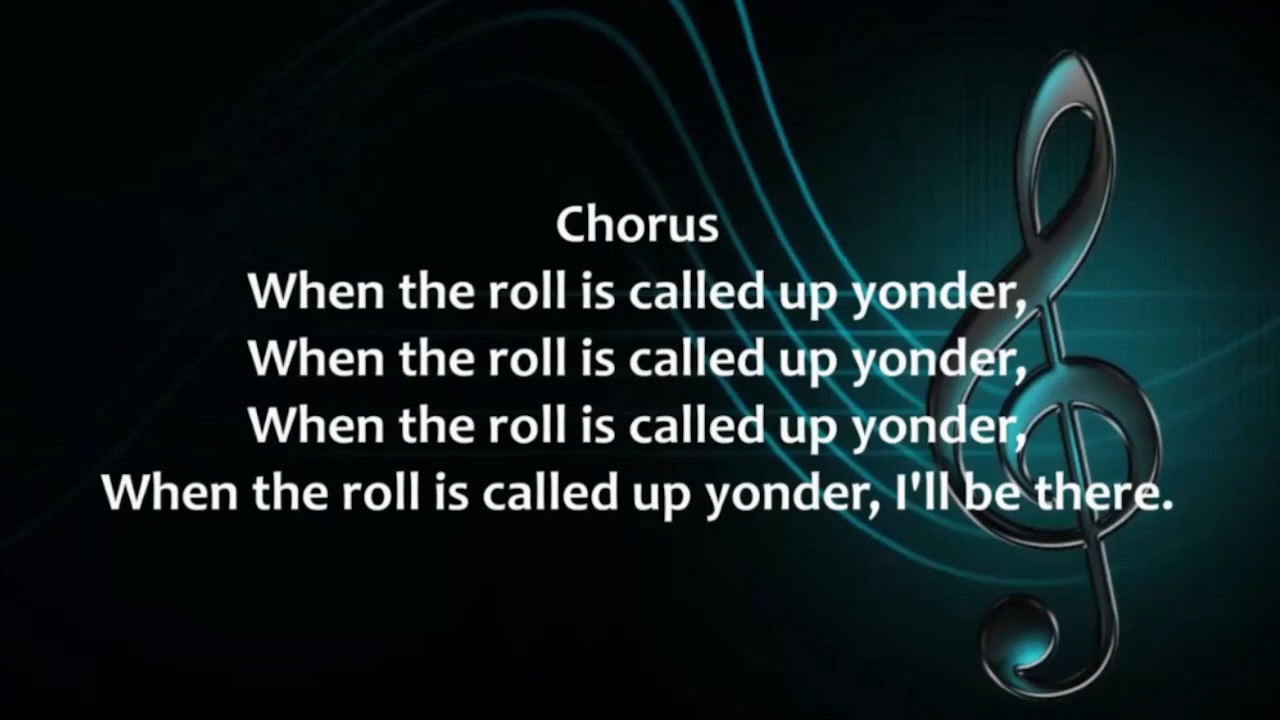 Chorus
When the roll is called up yonder,
When the roll is called up yonder,
When the roll is called up yonder,
When the roll is called up yonder, I'll be there.